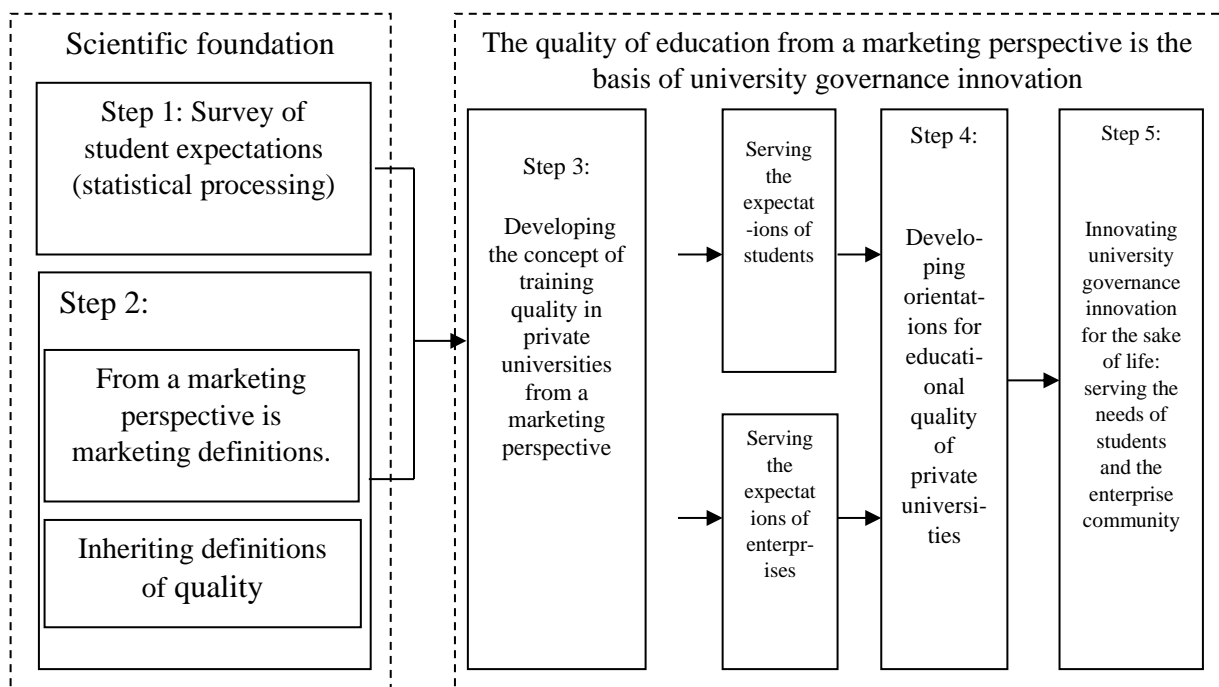 Scientific foundation
Step 1: Survey of
student expectations
(statistical processing)
Step 2:
From a marketing
perspective is
marketing definitions.
Inheriting definitions
of quality
The quality of education from a marketing perspective is the
basis of university governance innovation
Step 3:
Developing
the concept of
training
quality in
private
universities
from a
marketing
perspective
Serving
the
expectat
-ions of
students
Serving
the
expectat
ions of
enterpr-
ises
Step 4:
Develo-
ping
orientat-
ions for
educati-
onal
quality
of
private
universi-
ties
Step 5:
Innovating
university
governance
innovation
for the sake
of life:
serving the
needs of
students
and the
enterprise
community